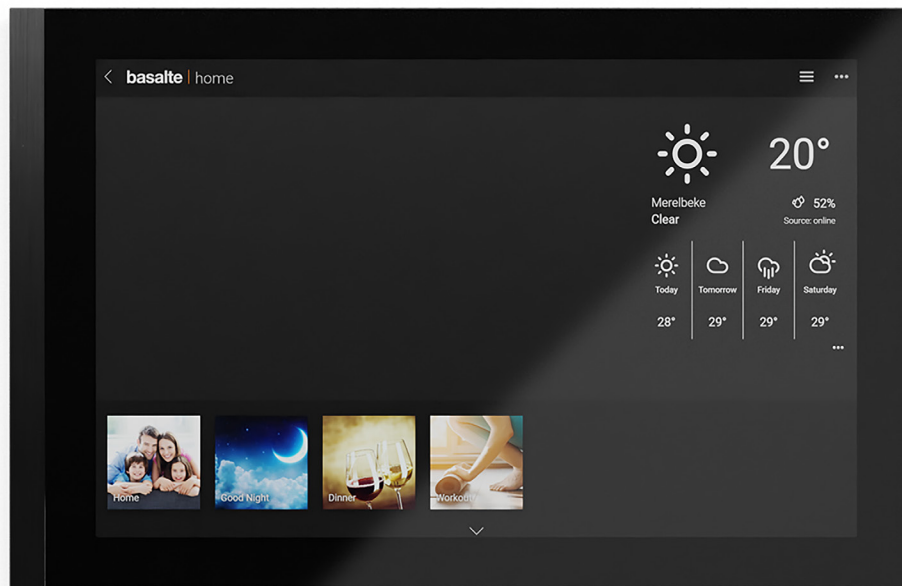 basalte | home
20°
Merelbeke
52%
Clear
Source: online
Today
Tomorrow
Friday
Saturday
28°
29°
29°
29°
Home
Good Night
Dinner
Workout